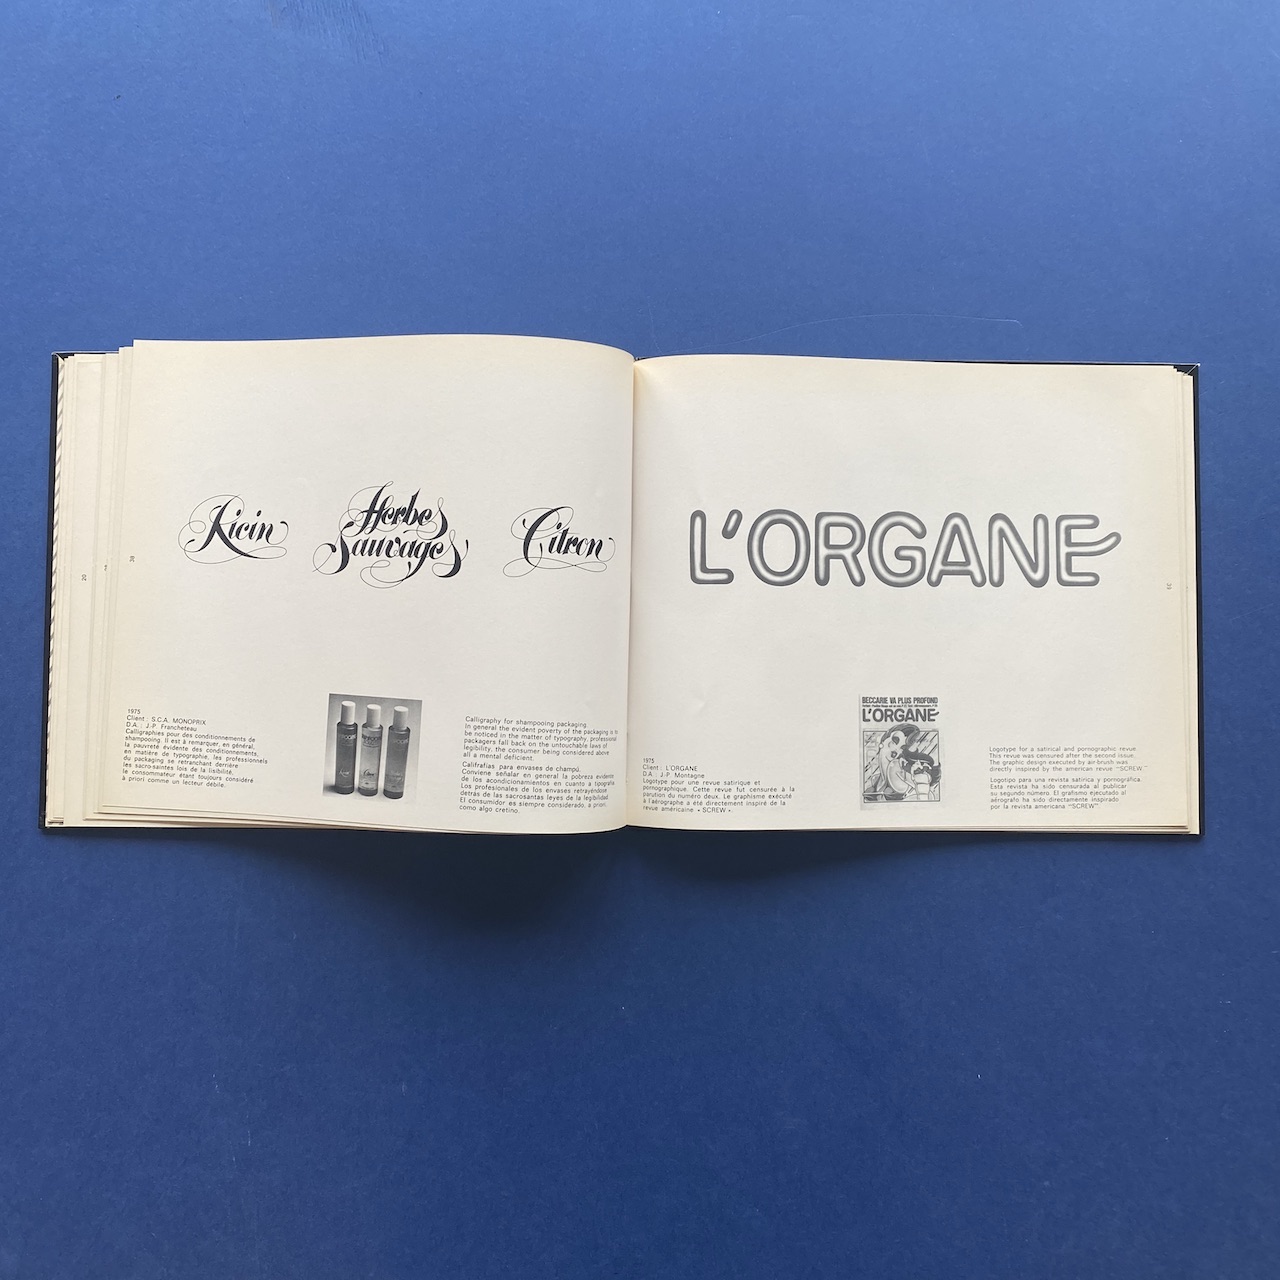 Ricin
Herbes
Sauvages
Citron
38
20
1975
Client : S.C.A. MONOPRIX
D.A. : J.-P. Francheteau
Calligraphies pour des conditionnements de
shampooing. Il est à remarquer, en général,
la pauvreté évidente des conditionnements,
en matière de typographie, les professionnels
du packaging se retranchant derrière
les sacro-saintes lois de la lisibilité,
le consommateur étant toujours considéré
à priori comme un lecteur débile.
Calligraphy for shampooing packaging.
In general the evident poverty of the packaging is to
be noticed in the matter of typography, professional
packagers fall back on the untouchable laws of
legibility, the consumer being considered above
all a mental deficient.
Califrafías para envases de champú.
Conviene señalar en general la pobreza evidente
de los acondicionamientos en cuanto a tipografía
Los profesionales de los envases retrayéndose
detras de las sacrosantas leyes de la legibilidad.
El consumidor es siempre considerado, a priori,
como algo cretino.
L'ORGANE
39
1975
Client : L'ORGANE
D.A. : J.-P. Montagne
Logotype pour une revue satirique et
pornographique. Cette revue fut censurée à la
parution du numéro deux. Le graphisme exécuté
à l'aérographe a été directement inspiré de la
revue américaine « SCREW ».
BECCARIE VA PLUS PROFOND
L'ORGANE
Logotype for a satirical and pornographic revue.
This revue was censured after the second issue.
The graphic design executed by air-brush was
directly inspired by the american revue "SCREW."
Logotipo para una revista satirica y pornográfica.
Esta revista ha sido censurada al publicar
su segundo número. El grafismo ejecutado al
aérografo ha sido directamente inspirado
por la revista americana "SCREW".